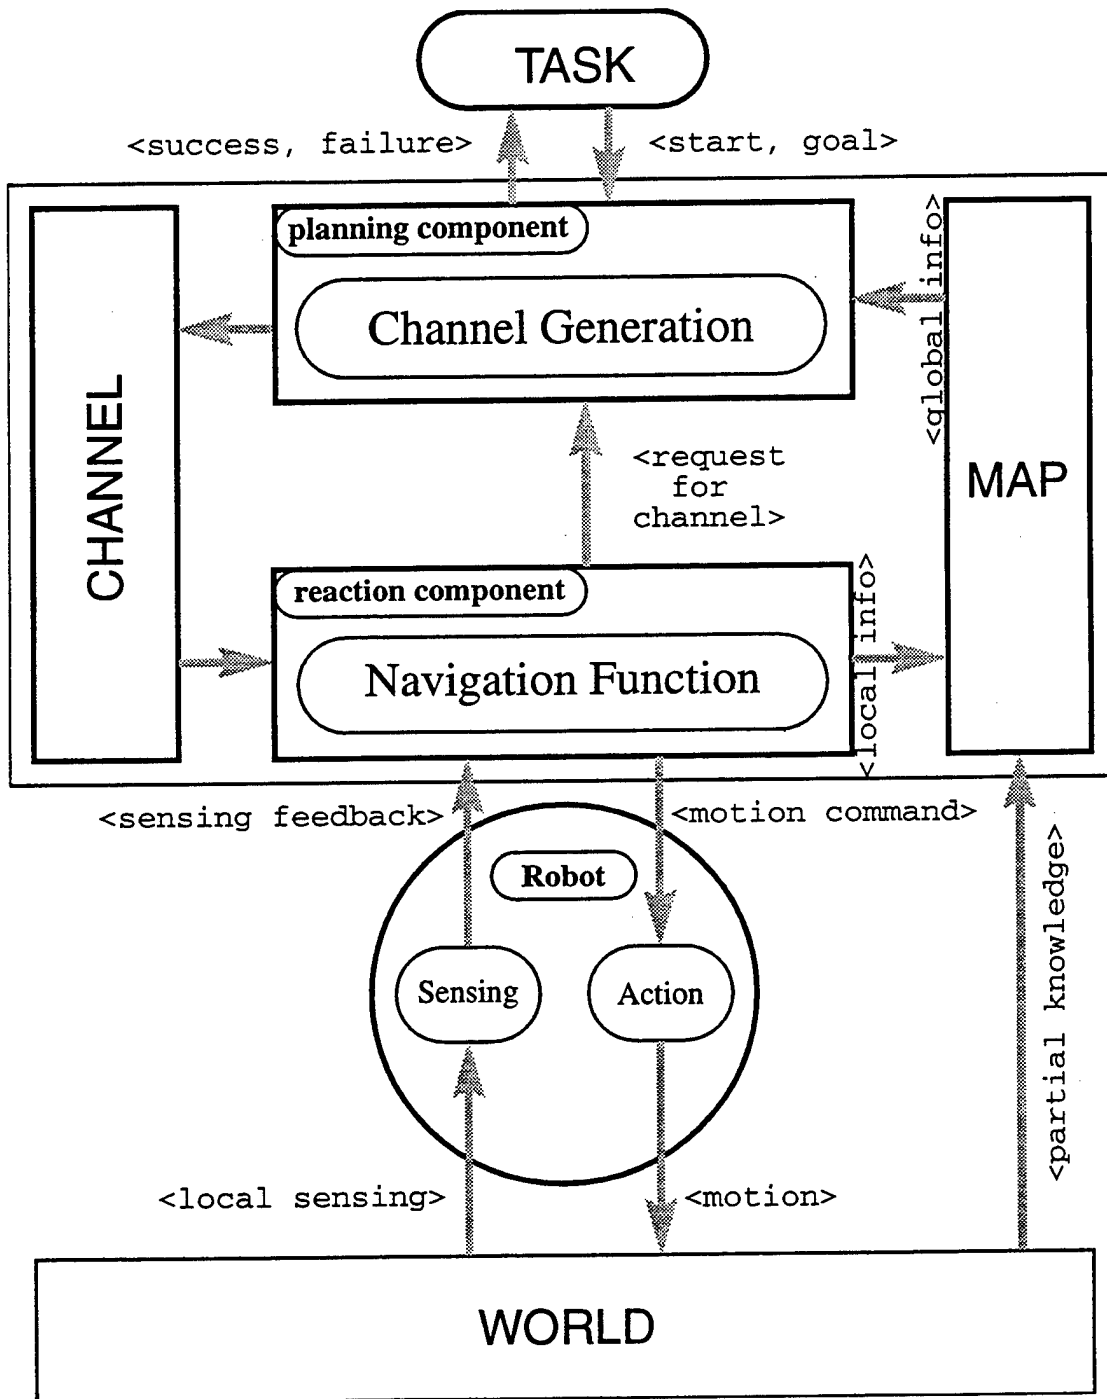 TASK
<success, failure>
<start, goal>
planning component
Channel Generation
<global info>
CHANNEL
MAP
<request
for
channel>
reaction component
Navigation Function
<local info>
<sensing feedback>
<motion command>
Robot
Sensing
Action
<partial knowledge>
<local sensing>
<motion>
WORLD